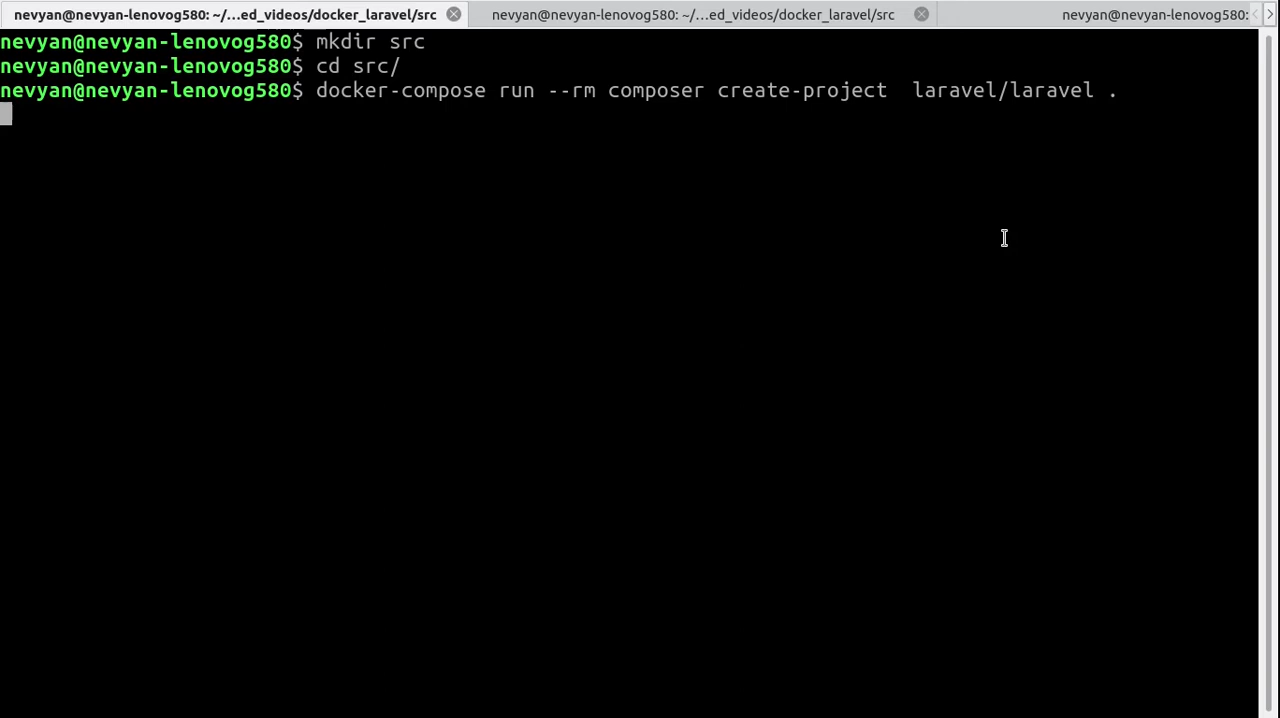 nevyan@nevyan-lenovog580: ~/...ed_videos/docker_laravel/src
nevyan@nevyan-lenovog580: ~/...ed_videos/docker_laravel/src
nevyan@nevyan-lenovog580:
nevyan@nevyan-lenovog580$ mkdir src
nevyan@nevyan-lenovog580$ cd src/
nevyan@nevyan-lenovog580$ docker-compose run --rm composer create-project  laravel/laravel .